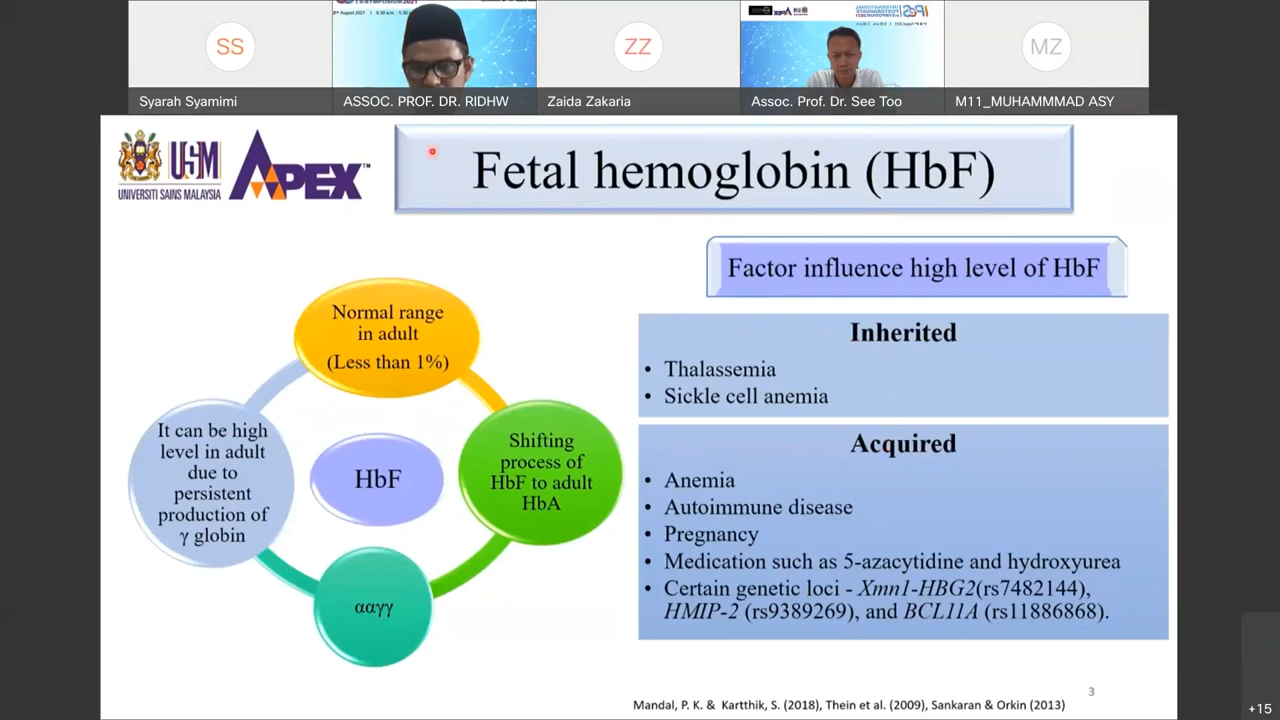 SS
ZZ
MZ
Syarah Syamimi
ASSOC. PROF. DR. RIDHW
Zaida Zakaria
Assoc. Prof. Dr. See Too
M11_MUHAMMMAD ASY
USM
UNIVERSITI SAINS MALAYSIA
APEX™
Fetal hemoglobin (HbF)
Normal range
in adult
(Less than 1%)
It can be high
level in adult
due to
persistent
production of
γ globin
HbF
Shifting
process of
HbF to adult
HbA
ααγγ
Factor influence high level of HbF
Inherited
• Thalassemia
• Sickle cell anemia
Acquired
• Anemia
• Autoimmune disease
• Pregnancy
• Medication such as 5-azacytidine and hydroxyurea
• Certain genetic loci - Xmn1-HBG2(rs7482144),
HMIP-2 (rs9389269), and BCL11A (rs11886868).
3
Mandal, P. K. & Kartthik, S. (2018), Thein et al. (2009), Sankaran & Orkin (2013)
+15